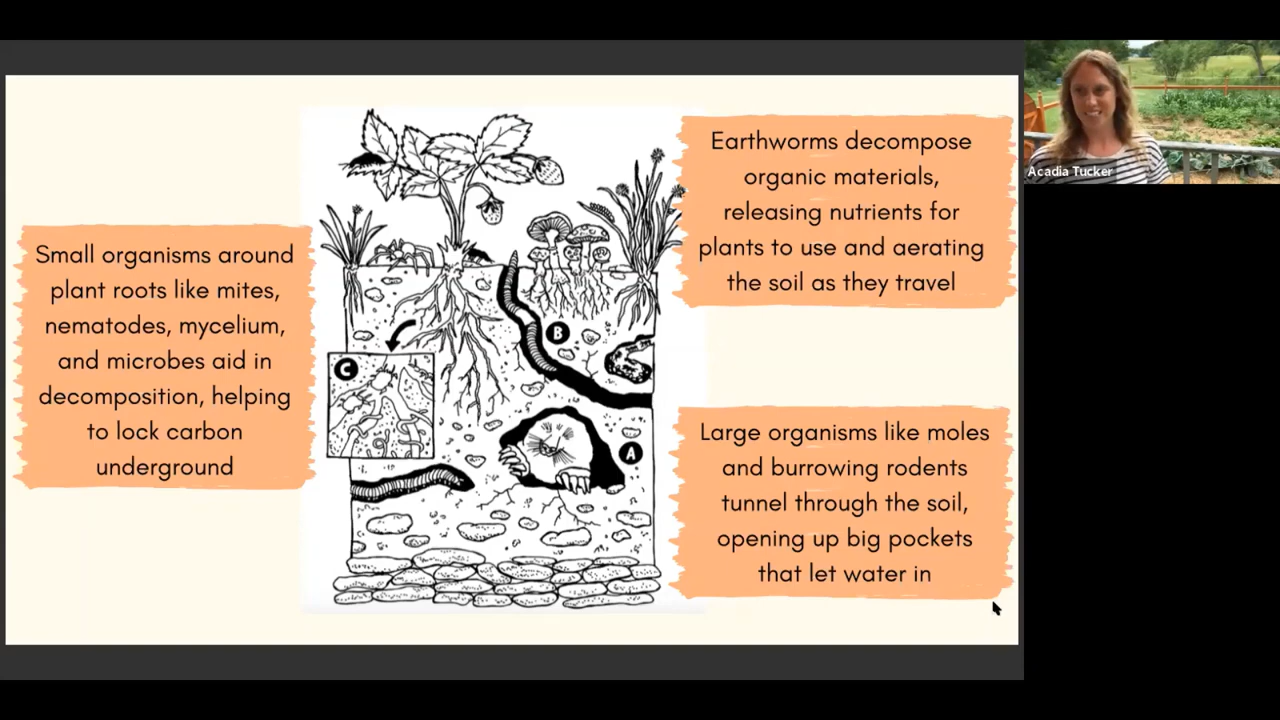 Small organisms around
plant roots like mites,
nematodes, mycelium,
and microbes aid in
decomposition, helping
to lock carbon
underground
C
B
A
Earthworms decompose
organic materials,
releasing nutrients for
plants to use and aerating
the soil as they travel
Large organisms like moles
and burrowing rodents
tunnel through the soil,
opening up big pockets
that let water in
Acadia Tucker